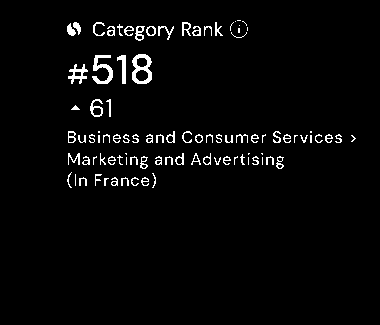 Category Rank
#518
61
Business and Consumer Services >
Marketing and Advertising
(In France)